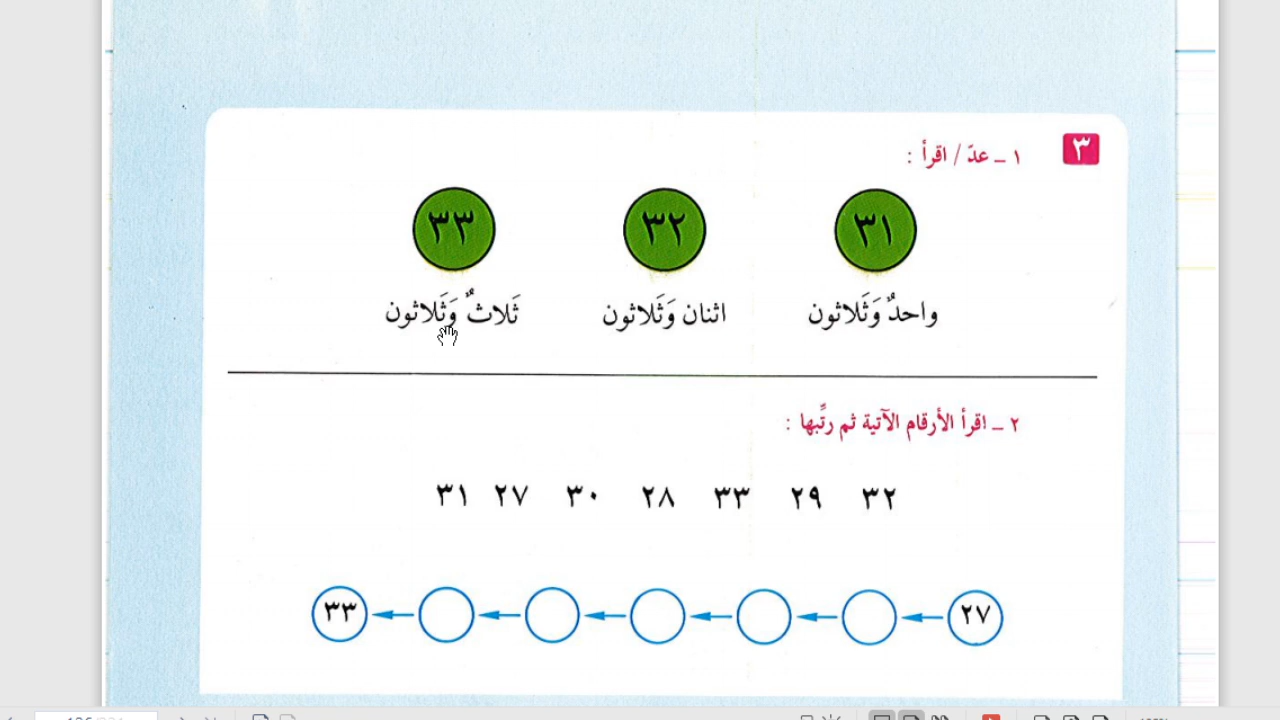 ٣
١ ـ عدّ / اقرأ :
٣١ ٣٢ ٣٣
واحدٌ وَثَلاثون اثنان وَثَلاثون ثَلاثٌ وَثَلاثون
٢ ـ اقرأ الأرقام الآتية ثم رتِّبها :
٣٢ ٢٩ ٣٣ ٢٨ ٣٠ ٢٧ ٣١
٢٧ ٣٣